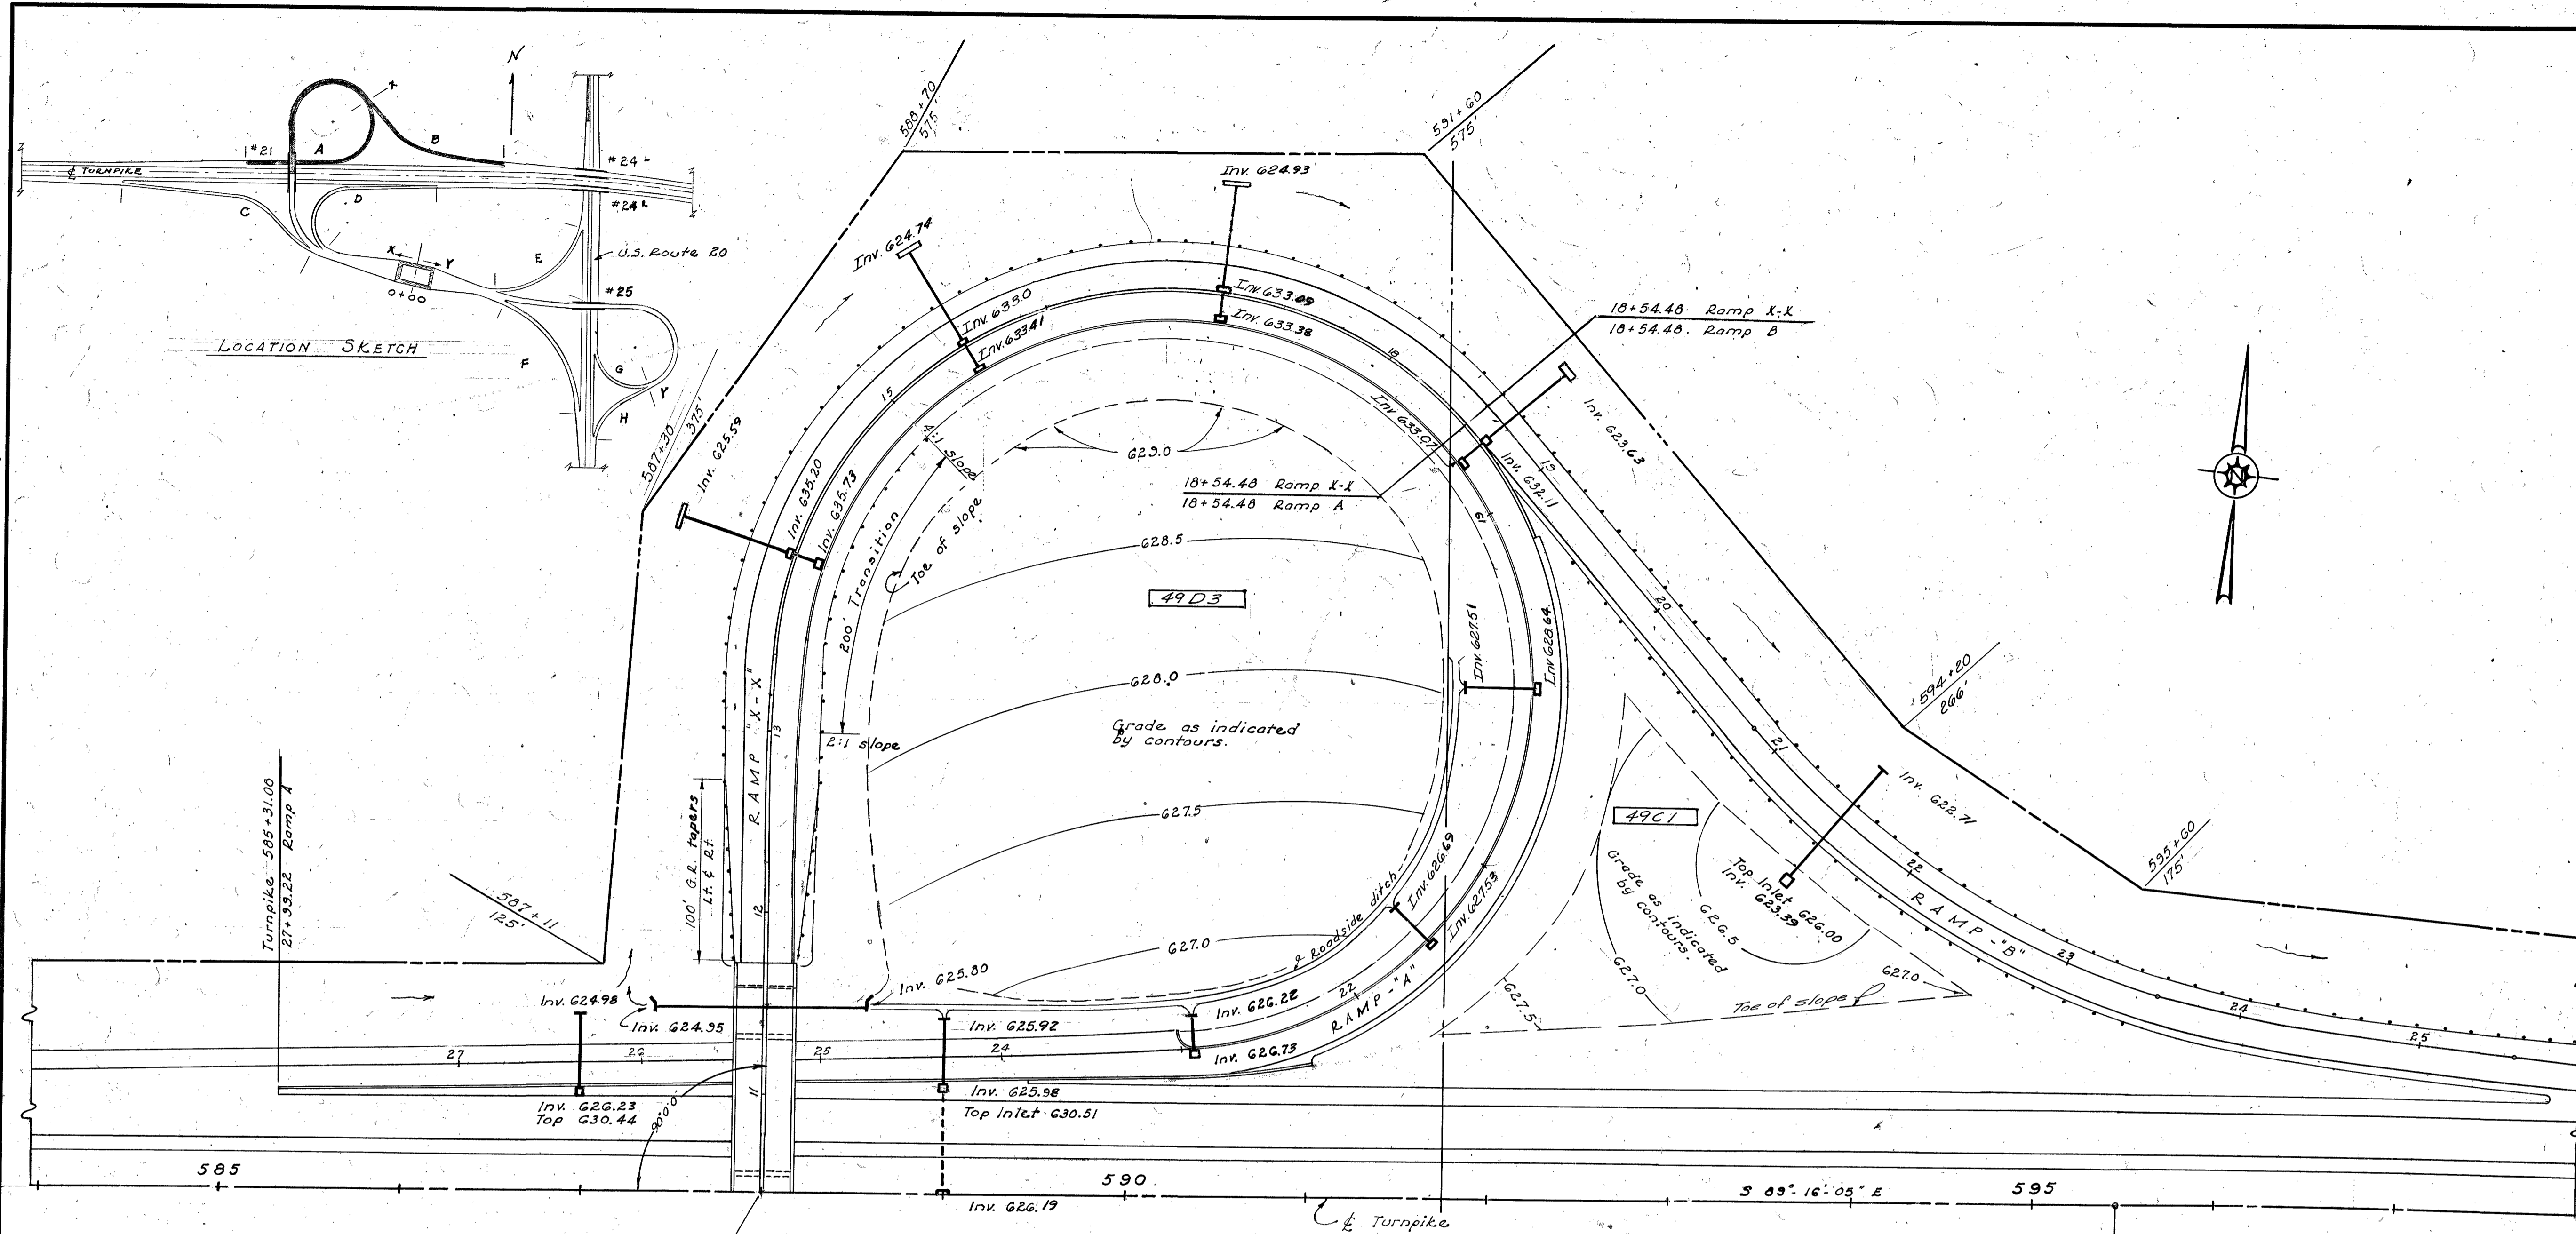 N
X
#21
A
B
℄ TURNPIKE
#24 L
#24 R
C
D
E
X
Y
0+00
U.S. Route 20
#25
F
G
Y
H
LOCATION SKETCH
588+70
575'
591+60
575'
Inv. 624.93
Inv. 624.74
Inv. 633.0
Inv. 633.41
Inv. 633.09
Inv. 633.38
18+54.48 Ramp X-X
18+54.48 Ramp B
587+30
375'
Inv. 625.59
15
18
Inv. 633.07
Inv. 623.63
Inv. 632.11
19
4:1 slope
629.0
Inv. 635.20
Inv. 635.73
18+54.48 Ramp X-X
18+54.48 Ramp A
19
200' Transition
Toe of slope
628.5
49D3
20
Inv. 627.51
Inv 628.64
594+20
266'
628.0
Grade as indicated
by contours.
RAMP "X-X"
13
2:1 slope
21
Inv. 622.71
Turnpike 585+31.08
27+99.22 Ramp A
100' G.R. tapers
Lt. & Rt.
627.5
49C1
Grade as indicated
by contours.
626.5
Top Inlet 626.00
Inv. 623.39
22
RAMP-"B"
595+60
175'
587+11
125'
12
Inv. 626.69
Inv. 627.53
℄ Roadside ditch
627.0
627.0
627.5
627.0
23
Toe of slope
Inv. 624.98
Inv. 624.95
Inv. 625.80
Inv. 625.92
Inv. 626.22
22
RAMP-"A"
Inv. 626.73
24
25
27
26
25
24
11
Inv. 626.23
Top 630.44
90°0'0"
Inv. 625.98
Top Inlet 630.51
585
590
S 89°-16'-05" E
595
Inv. 626.19
℄ Turnpike